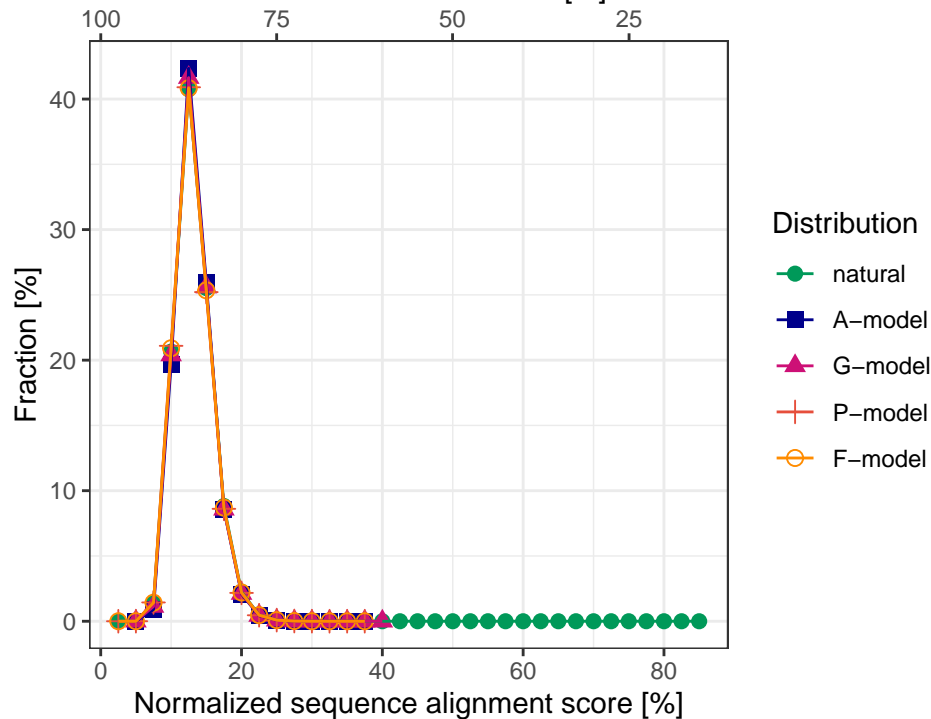 100 75 50 25
40
30
20
10
0
Fraction [%]
0 20 40 60 80
Normalized sequence alignment score [%]
Distribution
natural
A−model
G−model
P−model
F−model